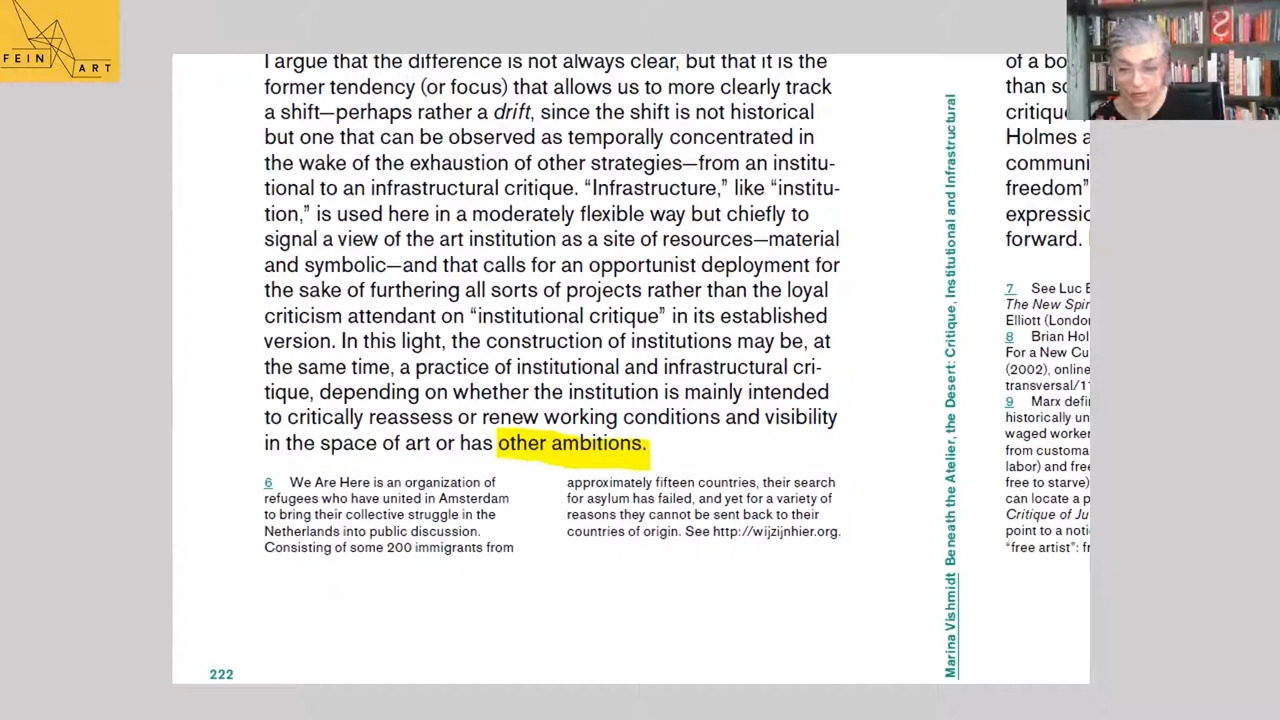 FEIN
ART
I argue that the difference is not always clear, but that it is the
former tendency (or focus) that allows us to more clearly track
a shift—perhaps rather a drift, since the shift is not historical
but one that can be observed as temporally concentrated in
the wake of the exhaustion of other strategies—from an institu-
tional to an infrastructural critique. “Infrastructure,” like “institu-
tion,” is used here in a moderately flexible way but chiefly to
signal a view of the art institution as a site of resources—material
and symbolic—and that calls for an opportunist deployment for
the sake of furthering all sorts of projects rather than the loyal
criticism attendant on “institutional critique” in its established
version. In this light, the construction of institutions may be, at
the same time, a practice of institutional and infrastructural cri-
tique, depending on whether the institution is mainly intended
to critically reassess or renew working conditions and visibility
in the space of art or has other ambitions.
6 We Are Here is an organization of
refugees who have united in Amsterdam
to bring their collective struggle in the
Netherlands into public discussion.
Consisting of some 200 immigrants from
approximately fifteen countries, their search
for asylum has failed, and yet for a variety of
reasons they cannot be sent back to their
countries of origin. See http://wijzijnhier.org.
222
Marina Vishmidt Beneath the Atelier, the Desert: Critique, Institutional and Infrastructural
of a bo
than so
critique
Holmes a
communi
freedom”
expressio
forward.
7 See Luc B
The New Spir
Elliott (London
8 Brian Hol
For a New Cu
(2002), online
transversal/1
9 Marx defi
historically un
waged worker
from customa
labor) and free
free to starve)
can locate a p
Critique of Ju
point to a noti
“free artist”: f